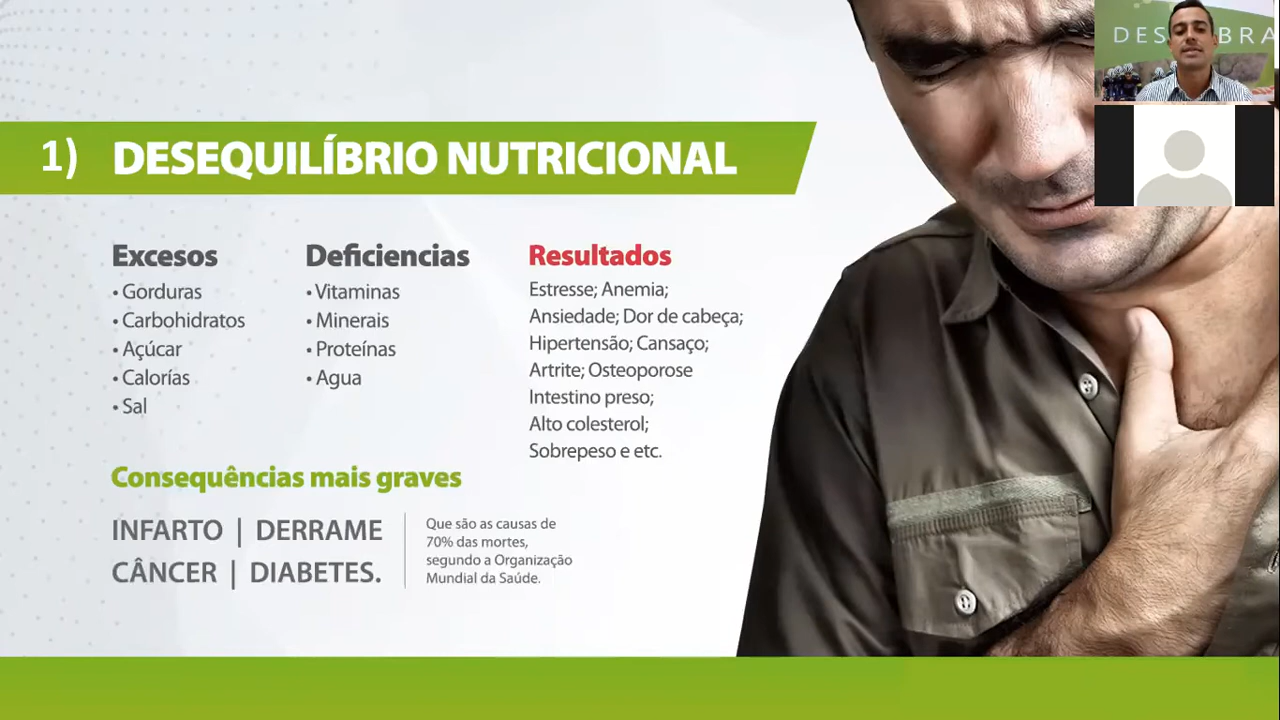 1) DESEQUILÍBRIO NUTRICIONAL
Excesos
• Gorduras
• Carbohidratos
• Açúcar
• Calorías
• Sal
Deficiencias
• Vitaminas
• Minerais
• Proteínas
• Agua
Resultados
Estresse; Anemia;
Ansiedade; Dor de cabeça;
Hipertensão; Cansaço;
Artrite; Osteoporose
Intestino preso;
Alto colesterol;
Sobrepeso e etc.
Consequências mais graves
INFARTO | DERRAME
CÂNCER | DIABETES.
Que são as causas de
70% das mortes,
segundo a Organização
Mundial da Saúde.